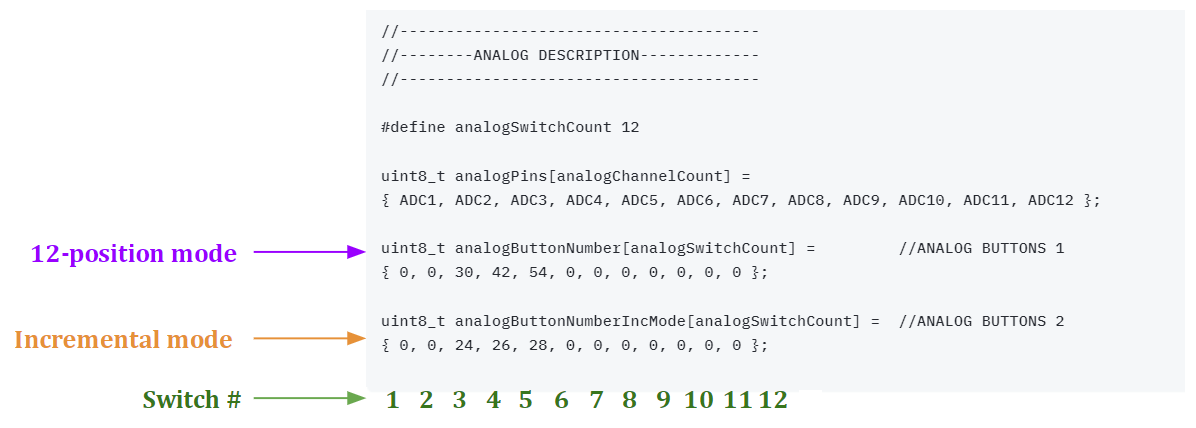 //---------------------------------------
//--------ANALOG DESCRIPTION-------------
//---------------------------------------
#define analogSwitchCount 12
uint8_t analogPins[analogChannelCount] =
{ ADC1, ADC2, ADC3, ADC4, ADC5, ADC6, ADC7, ADC8, ADC9, ADC10, ADC11, ADC12 };
12-position mode
uint8_t analogButtonNumber[analogSwitchCount] =         //ANALOG BUTTONS 1
{ 0, 0, 30, 42, 54, 0, 0, 0, 0, 0, 0, 0 };
Incremental mode
uint8_t analogButtonNumberIncMode[analogSwitchCount] =  //ANALOG BUTTONS 2
{ 0, 0, 24, 26, 28, 0, 0, 0, 0, 0, 0, 0 };
Switch # 1 2 3 4 5 6 7 8 9 10 11 12